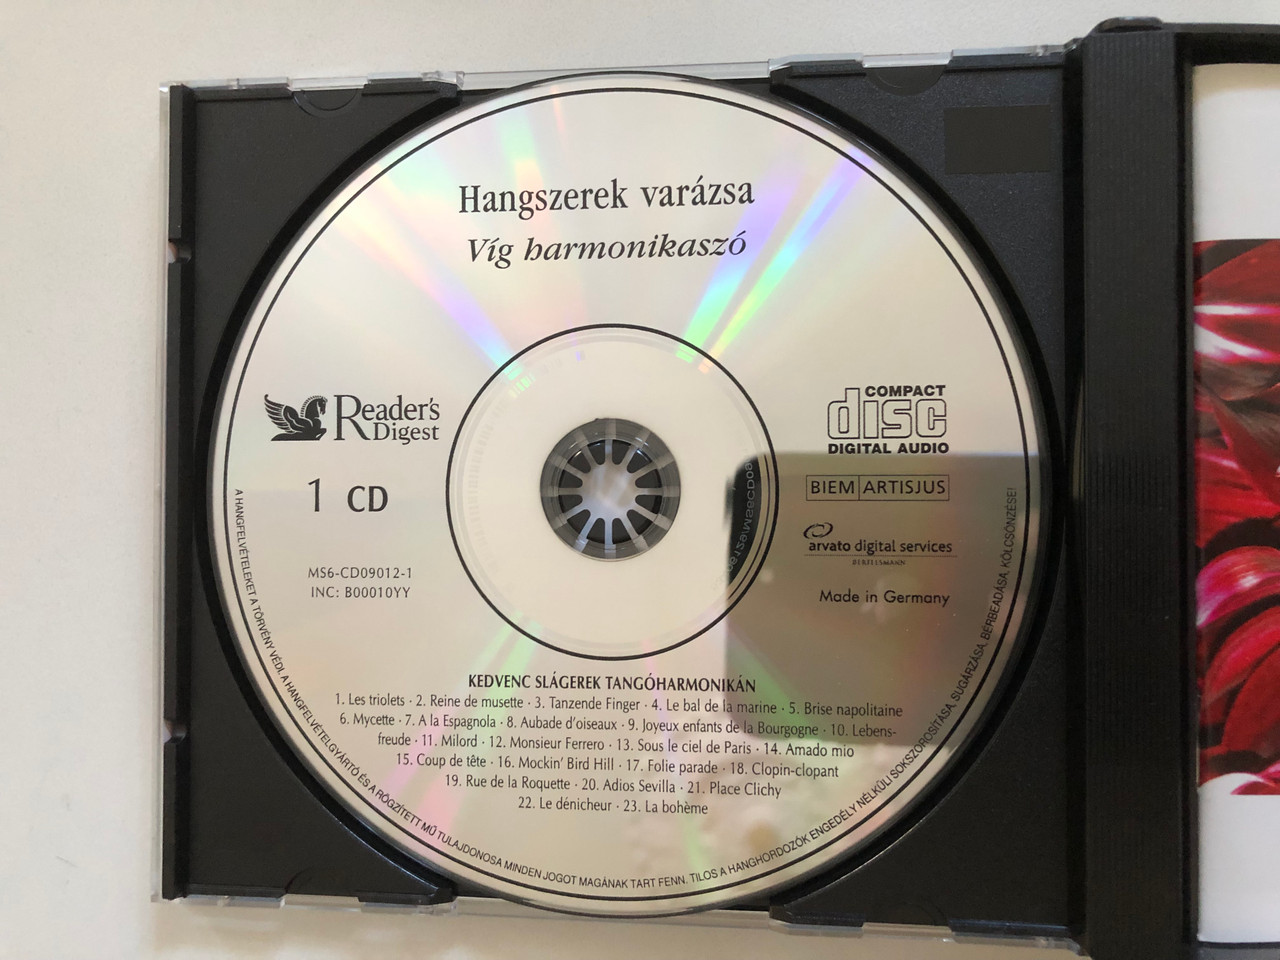 Hangszerek varázsa
Víg harmonikaszó
Reader's
Digest
COMPACT
disc
DIGITAL AUDIO
1 CD
BIEM ARTISJUS
arvato digital services
BERTELSMANN
MS6-CD09012-1
INC: B00010YY
Made in Germany
KEDVENC SLÁGEREK TANGÓHARMONIKÁN
1. Les triolets · 2. Reine de musette · 3. Tanzende Finger · 4. Le bal de la marine · 5. Brise napolitaine
6. Mycette · 7. A la Espagnola · 8. Aubade d'oiseaux · 9. Joyeux enfants de la Bourgogne · 10. Lebens-
freude · 11. Milord · 12. Monsieur Ferrero · 13. Sous le ciel de Paris · 14. Amado mio
15. Coup de tête · 16. Mockin' Bird Hill · 17. Folie parade · 18. Clopin-clopant
19. Rue de la Roquette · 20. Adios Sevilla · 21. Place Clichy
22. Le dénicheur · 23. La bohème
A HANGFELVÉTELEKET A TÖRVÉNY VÉDI. A HANGFELVÉTELGYÁRTÓ ÉS A RÖGZÍTETT MŰ TULAJDONOSA MINDEN JOGOT MAGÁNAK TART FENN. TILOS A HANGHORDOZÓK ENGEDÉLY NÉLKÜLI SOKSZOROSÍTÁSA, SUGÁRZÁSA, BÉRBEADÁSA, KÖLCSÖNZÉSE!